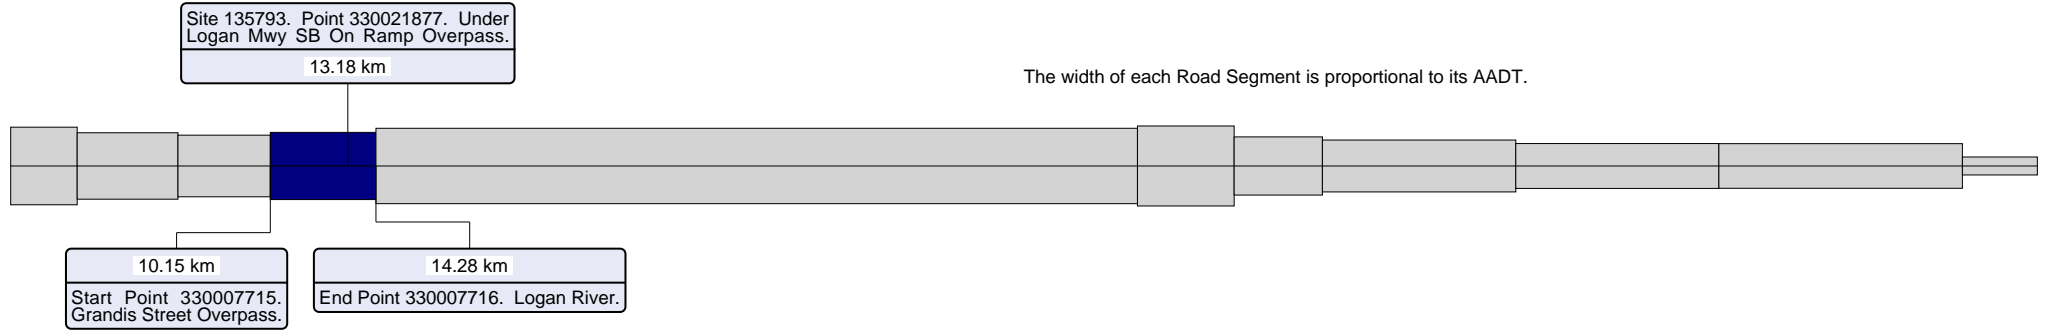 Site 135793. Point 330021877. Under
Logan Mwy SB On Ramp Overpass.
13.18 km
The width of each Road Segment is proportional to its AADT.
10.15 km
Start Point 330007715.
Grandis Street Overpass.
14.28 km
End Point 330007716. Logan River.